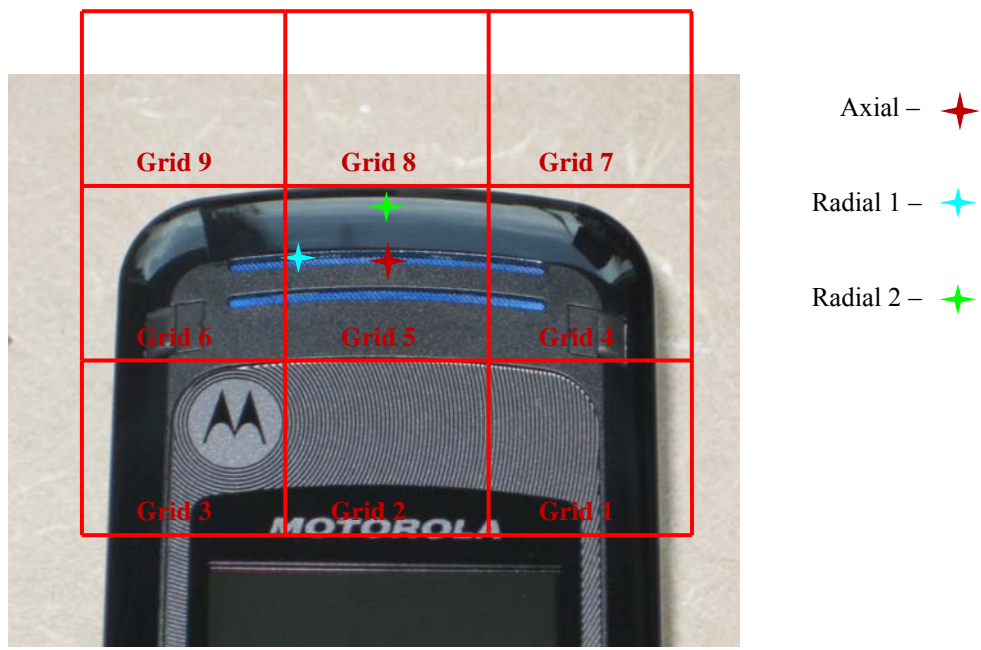 Grid 9 Grid 8 Grid 7
Axial –
Radial 1 –
Radial 2 –
Grid 6 Grid 5 Grid 4
Grid 3 Grid 2 Grid 1
MOTOROLA